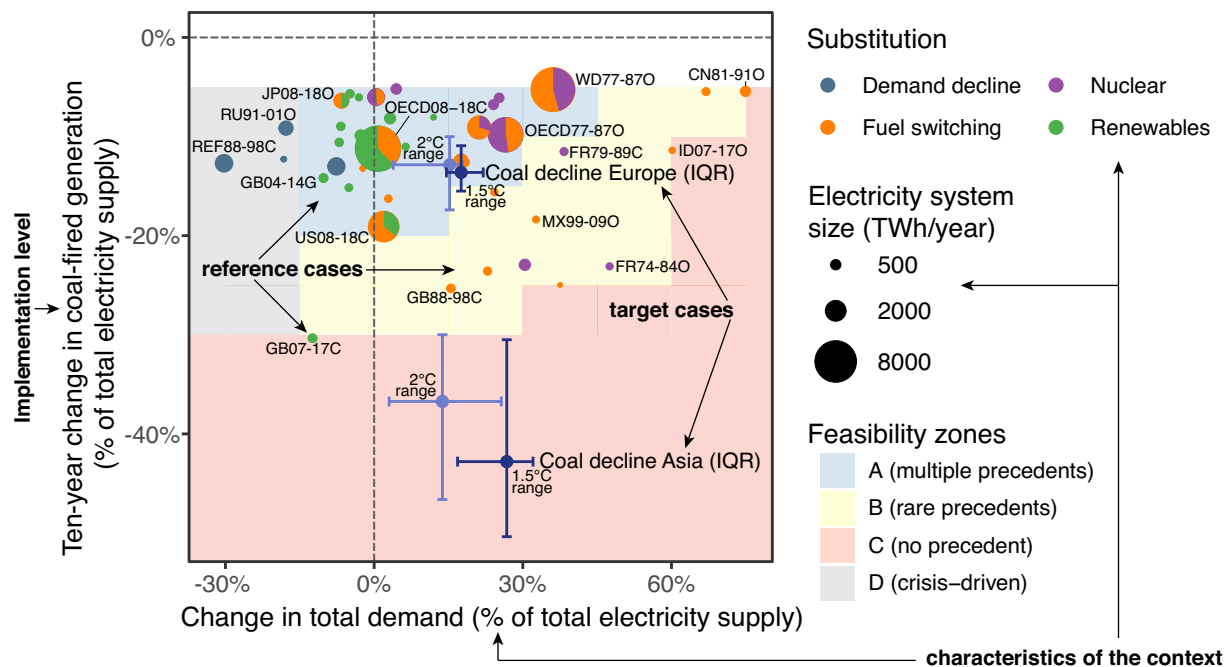 Implementation level
Ten-year change in coal-fired generation
(% of total electricity supply)
0%
-20%
-40%
-30%
0%
30%
60%
Change in total demand (% of total electricity supply)
JP08-18O
RU91-01O
REF88-98C
GB04-14G
OECD08-18C
WD77-87O
CN81-91O
OECD77-87O
FR79-89C
ID07-17O
2°C
range
Coal decline Europe (IQR)
1.5°C
range
MX99-09O
US08-18C
reference cases
FR74-84O
GB88-98C
target cases
GB07-17C
2°C
range
Coal decline Asia (IQR)
1.5°C
range
Substitution
Demand decline
Nuclear
Fuel switching
Renewables
Electricity system
size (TWh/year)
500
2000
8000
Feasibility zones
A (multiple precedents)
B (rare precedents)
C (no precedent)
D (crisis-driven)
characteristics of the context